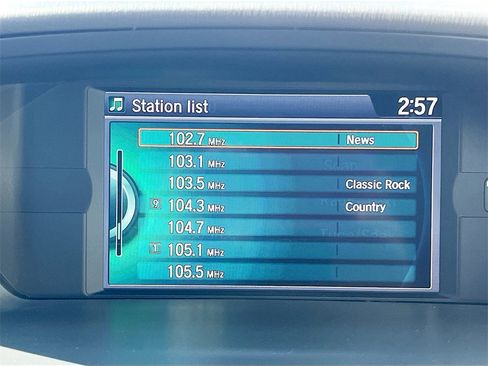 Station list 2:57
102.7 MHz News
103.1 MHz
103.5 MHz Classic Rock
9 104.3 MHz Country
104.7 MHz
1 105.1 MHz
105.5 MHz